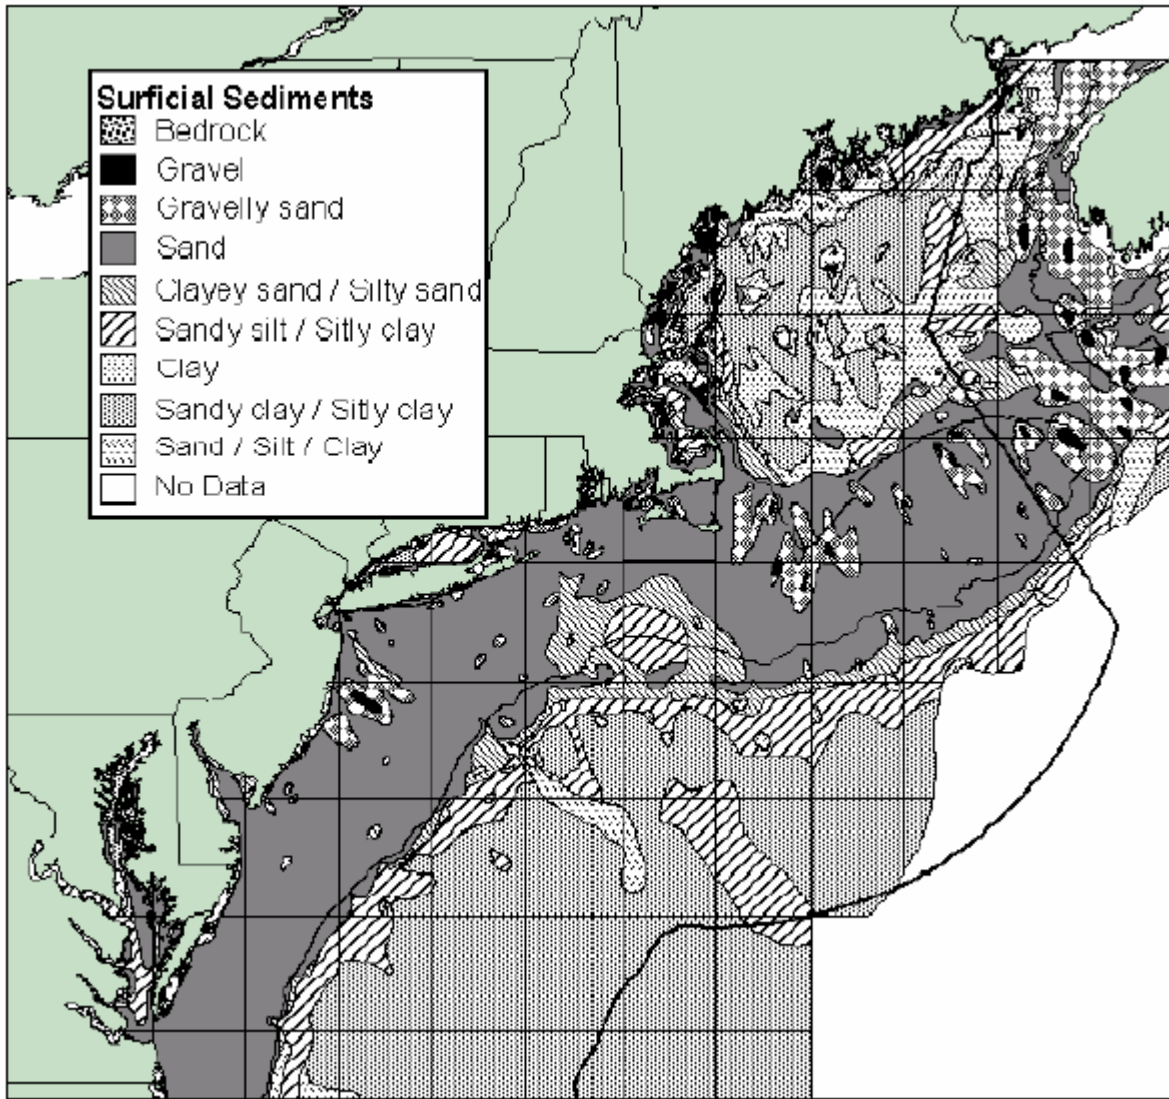 Surficial Sediments
Bedrock
Gravel
Gravelly sand
Sand
Clayey sand / Silty sand
Sandy silt / Sitly clay
Clay
Sandy clay / Sitly clay
Sand / Silt / Clay
No Data